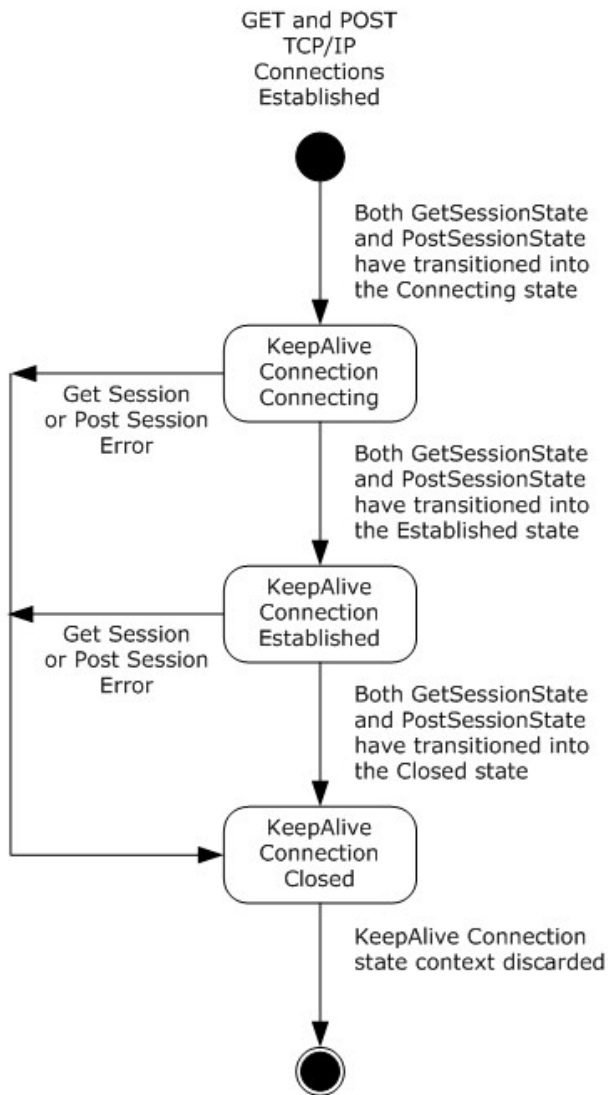 GET and POST
TCP/IP
Connections
Established
Both GetSessionState
and PostSessionState
have transitioned into
the Connecting state
KeepAlive
Connection
Connecting
Get Session
or Post Session
Error
Both GetSessionState
and PostSessionState
have transitioned into
the Established state
KeepAlive
Connection
Established
Get Session
or Post Session
Error
Both GetSessionState
and PostSessionState
have transitioned into
the Closed state
KeepAlive
Connection
Closed
KeepAlive Connection
state context discarded